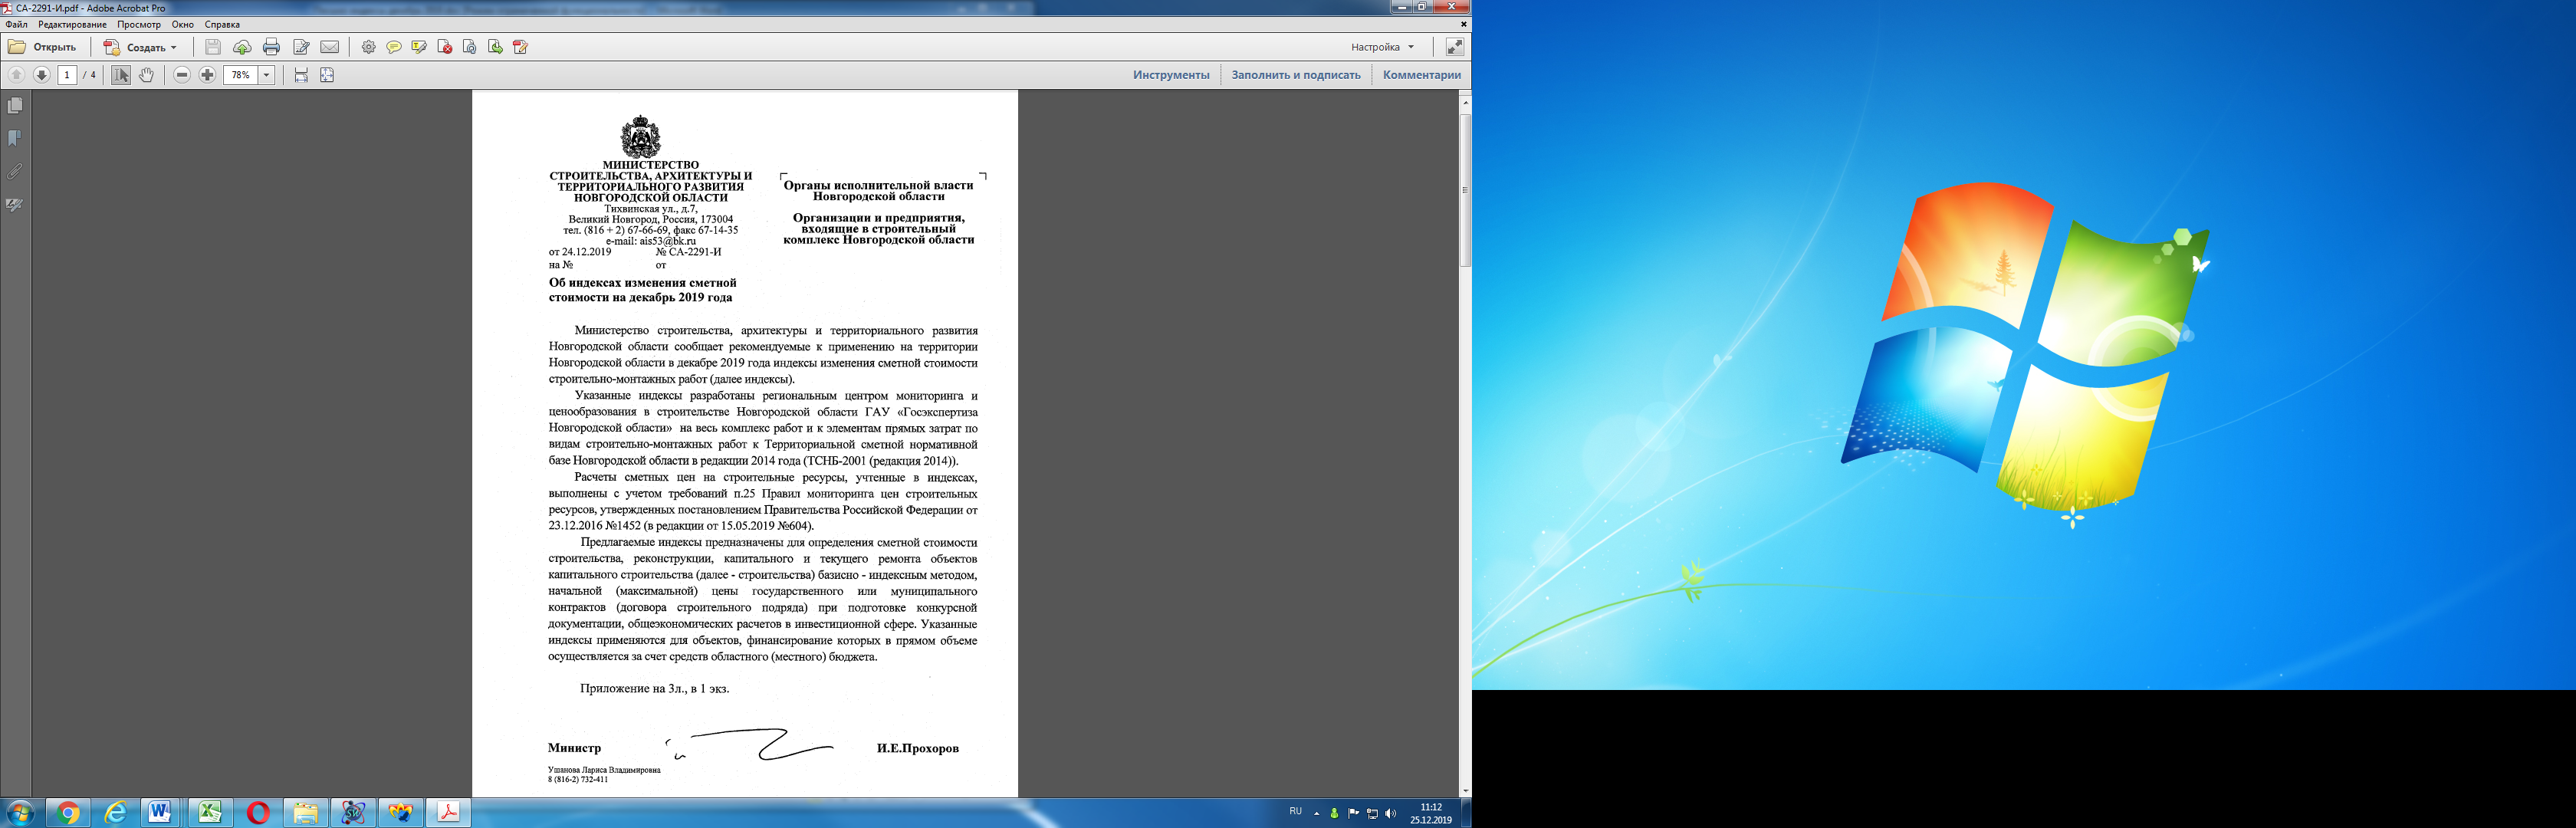 СА-2291-И.pdf - Adobe Acrobat Pro
Файл Редактирование Просмотр Окно Справка
Открыть Создать Настройка
1 / 4 78% Инструменты Заполнить и подписать Комментарии
МИНИСТЕРСТВО
СТРОИТЕЛЬСТВА, АРХИТЕКТУРЫ И
ТЕРРИТОРИАЛЬНОГО РАЗВИТИЯ
НОВГОРОДСКОЙ ОБЛАСТИ
Тихвинская ул., д.7,
Великий Новгород, Россия, 173004
тел. (816 + 2) 67-66-69, факс 67-14-35
e-mail: ais53@bk.ru
от 24.12.2019 № СА-2291-И
на № от
Органы исполнительной власти
Новгородской области
Организации и предприятия,
входящие в строительный
комплекс Новгородской области
Об индексах изменения сметной
стоимости на декабрь 2019 года
Министерство строительства, архитектуры и территориального развития
Новгородской области сообщает рекомендуемые к применению на территории
Новгородской области в декабре 2019 года индексы изменения сметной стоимости
строительно-монтажных работ (далее индексы).
Указанные индексы разработаны региональным центром мониторинга и
ценообразования в строительстве Новгородской области ГАУ «Госэкспертиза
Новгородской области» на весь комплекс работ и к элементам прямых затрат по
видам строительно-монтажных работ к Территориальной сметной нормативной
базе Новгородской области в редакции 2014 года (ТСНБ-2001 (редакция 2014)).
Расчеты сметных цен на строительные ресурсы, учтенные в индексах,
выполнены с учетом требований п.25 Правил мониторинга цен строительных
ресурсов, утвержденных постановлением Правительства Российской Федерации от
23.12.2016 №1452 (в редакции от 15.05.2019 №604).
Предлагаемые индексы предназначены для определения сметной стоимости
строительства, реконструкции, капитального и текущего ремонта объектов
капитального строительства (далее - строительства) базисно - индексным методом,
начальной (максимальной) цены государственного или муниципального
контрактов (договора строительного подряда) при подготовке конкурсной
документации, общеэкономических расчетов в инвестиционной сфере. Указанные
индексы применяются для объектов, финансирование которых в прямом объеме
осуществляется за счет средств областного (местного) бюджета.
Приложение на 3л., в 1 экз.
Министр И.Е.Прохоров
Ушанова Лариса Владимировна
8 (816-2) 732-411
RU 11:12
25.12.2019